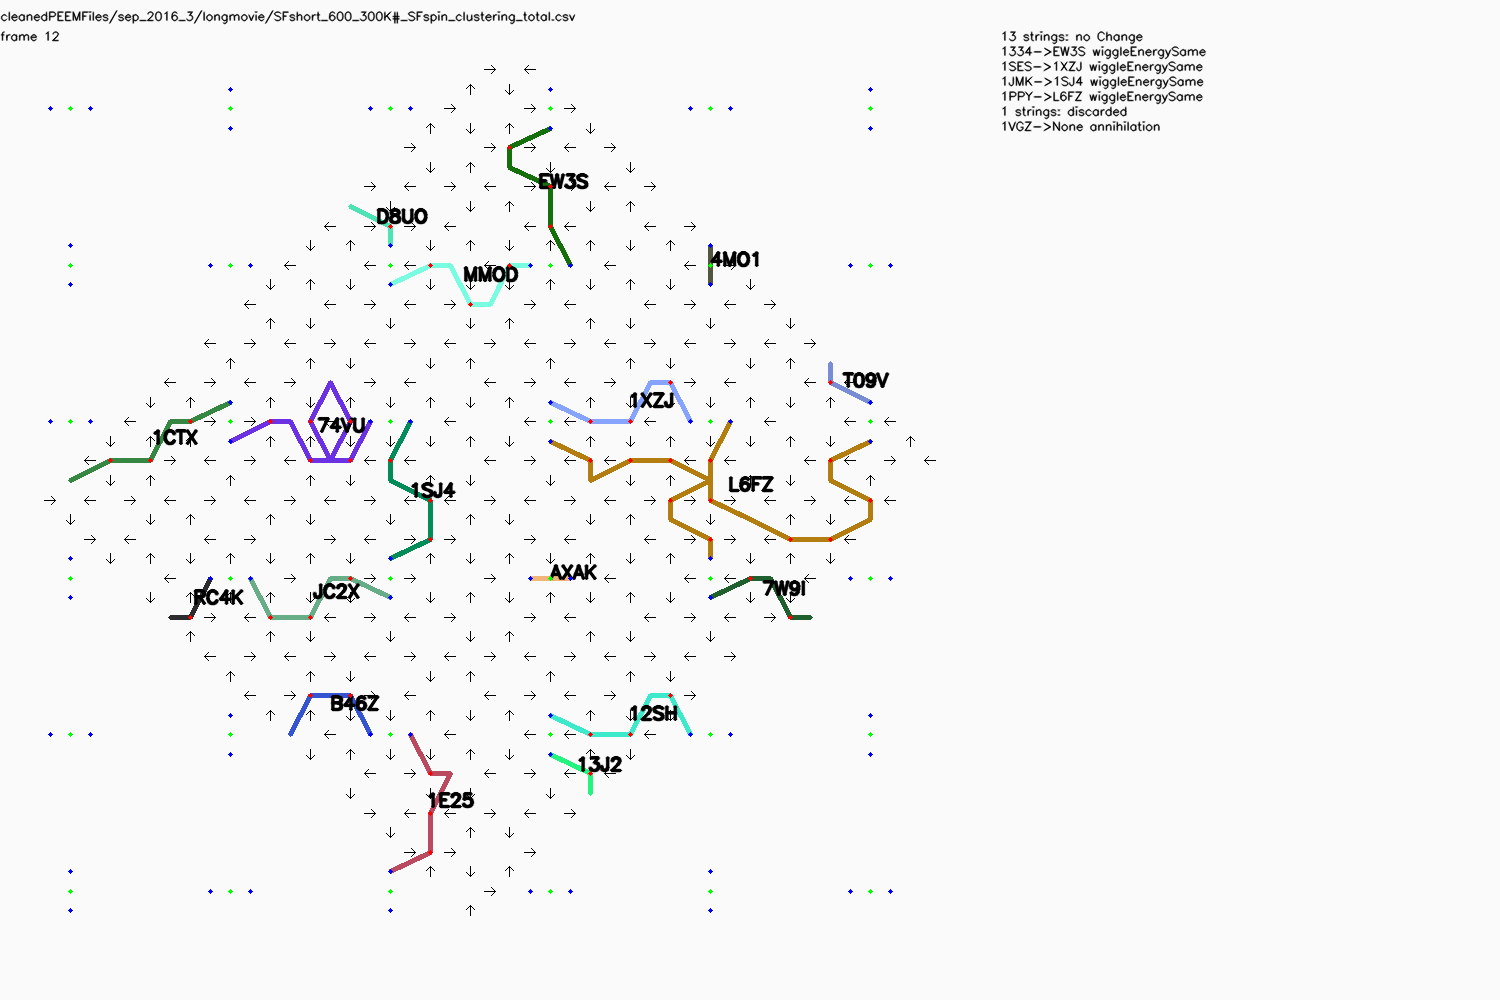 cleanedPEEMFiles/sep_2016_3/longmovie/SFshort_600_300K#_SFspin_clustering_total.csv
frame 12
13 strings: no Change
1334->EW3S wiggleEnergySame
1SES->1XZJ wiggleEnergySame
1JMK->1SJ4 wiggleEnergySame
1PPY->L6FZ wiggleEnergySame
1 strings: discarded
1VGZ->None annihilation
EW3S
D8UO
4MO1
MMOD
T09V
1XZJ
74VU
1CTX
L6FZ
1SJ4
AXAK
7W9I
JC2X
RC4K
B46Z
12SH
13J2
1E25